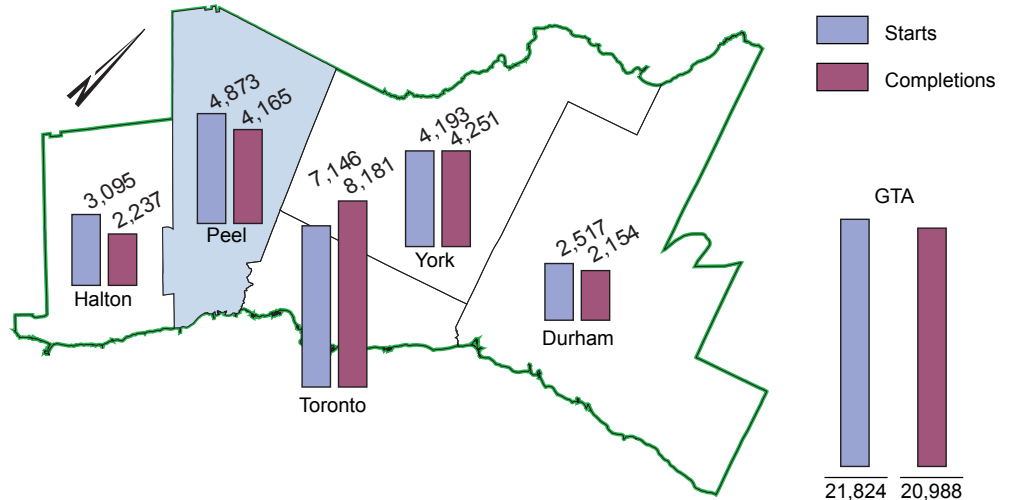 Starts
Completions
4,873
4,165
Peel
3,095
2,237
Halton
7,146
8,181
Toronto
4,193
4,251
York
2,517
2,154
Durham
GTA
21,824
20,988